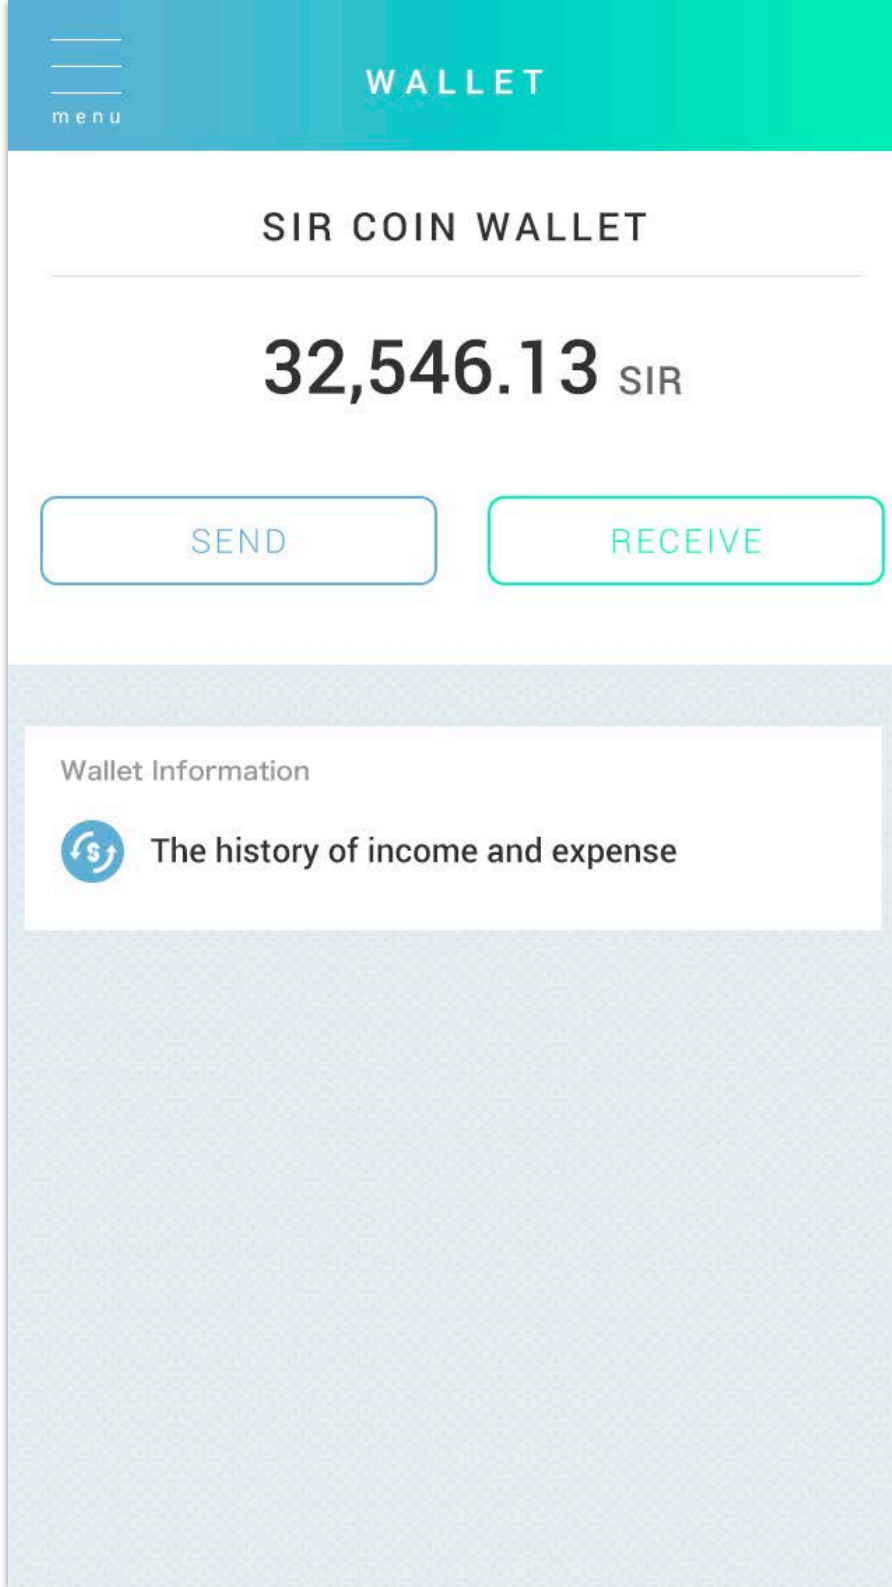 WALLET
menu
SIR COIN WALLET
32,546.13 SIR
SEND
RECEIVE
Wallet Information
S
The history of income and expense